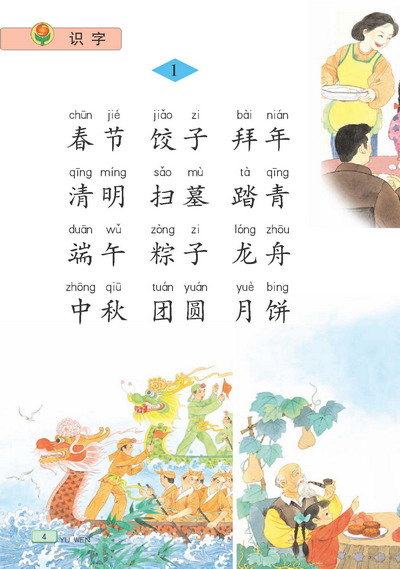 识字
1
chūn jié jiǎo zi bài nián
春节 饺子 拜年
qīng míng sǎo mù tà qīng
清明 扫墓 踏青
duān wǔ zòng zi lóng zhōu
端午 粽子 龙舟
zhōng qiū tuán yuán yuè bing
中秋 团圆 月饼
4
YU WEN